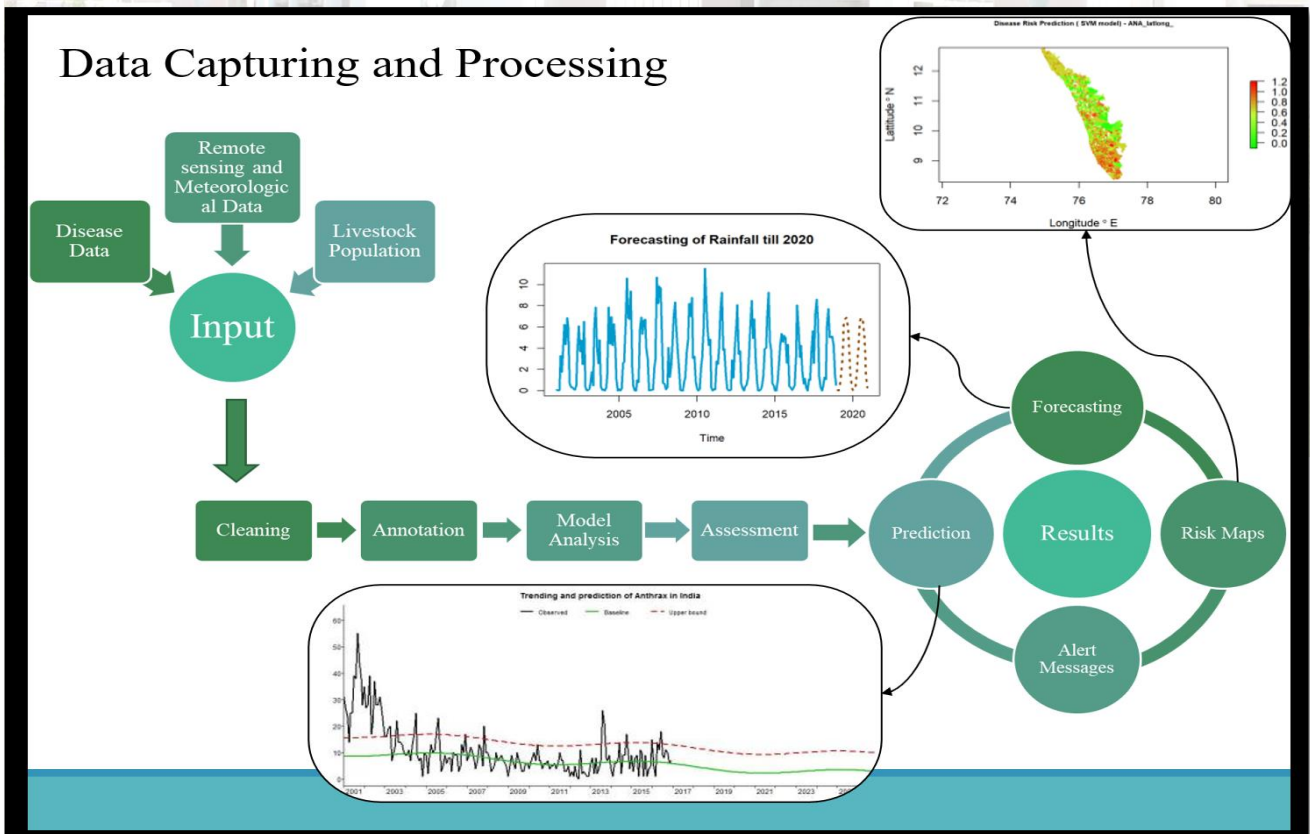 Data Capturing and Processing
Disease
Data
Remote
sensing and
Meteorologic
al Data
Livestock
Population
Input
Cleaning
Annotation
Model
Analysis
Assessment
Prediction
Forecasting
Results
Risk Maps
Alert
Messages
Disease Risk Prediction ( SVM model) - ANA_latlong_
Lattitude ° N
12
11
10
9
72 74 76 78 80
Longitude ° E
1.2
1.0
0.8
0.6
0.4
0.2
0.0
Forecasting of Rainfall till 2020
10
8
6
4
2
0
2005 2010 2015 2020
Time
Trending and prediction of Anthrax in India
Observed Baseline Upper bound
60
50
40
30
20
10
0
2001 2003 2005 2007 2009 2011 2013 2015 2017 2019 2021 2023